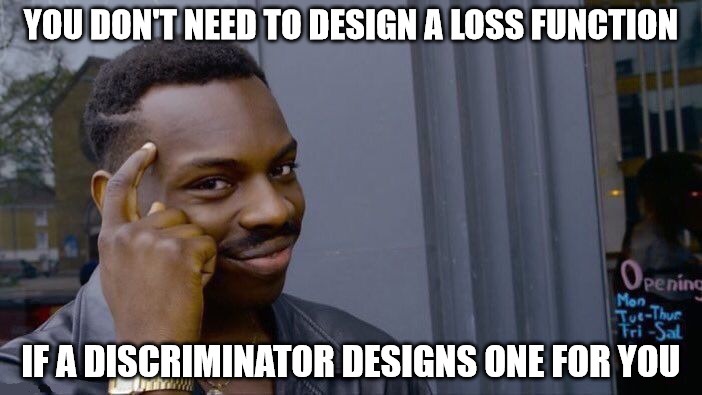 YOU DON'T NEED TO DESIGN A LOSS FUNCTION
Opening
Mon
Tue-Thur
Fri-Sat
IF A DISCRIMINATOR DESIGNS ONE FOR YOU